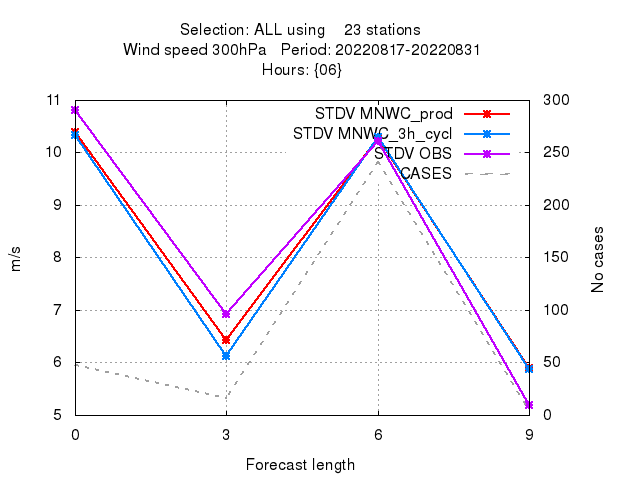 Selection: ALL using    23 stations
Wind speed 300hPa   Period: 20220817-20220831
Hours: {06}
11 300
STDV MNWC_prod
STDV MNWC_3h_cycl
10 250
STDV OBS
CASES
9 200
8 150
m/s
No cases
7 100
6 50
5 0
0 3 6 9
Forecast length